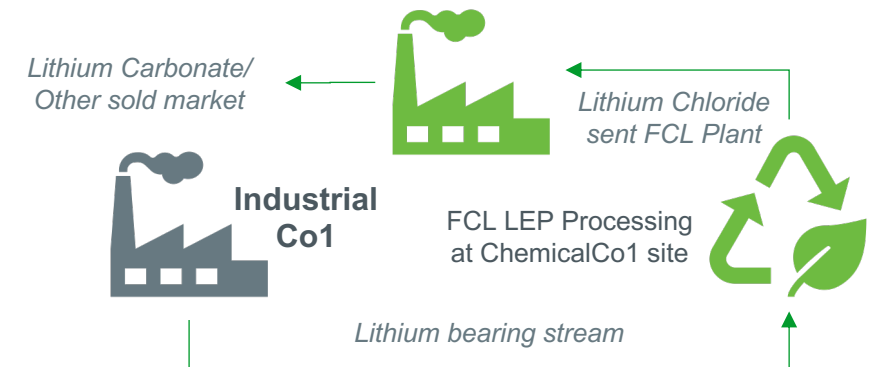 Lithium Carbonate/
Other sold market
Lithium Chloride
sent FCL Plant
Industrial
Co1
FCL LEP Processing
at ChemicalCo1 site
Lithium bearing stream